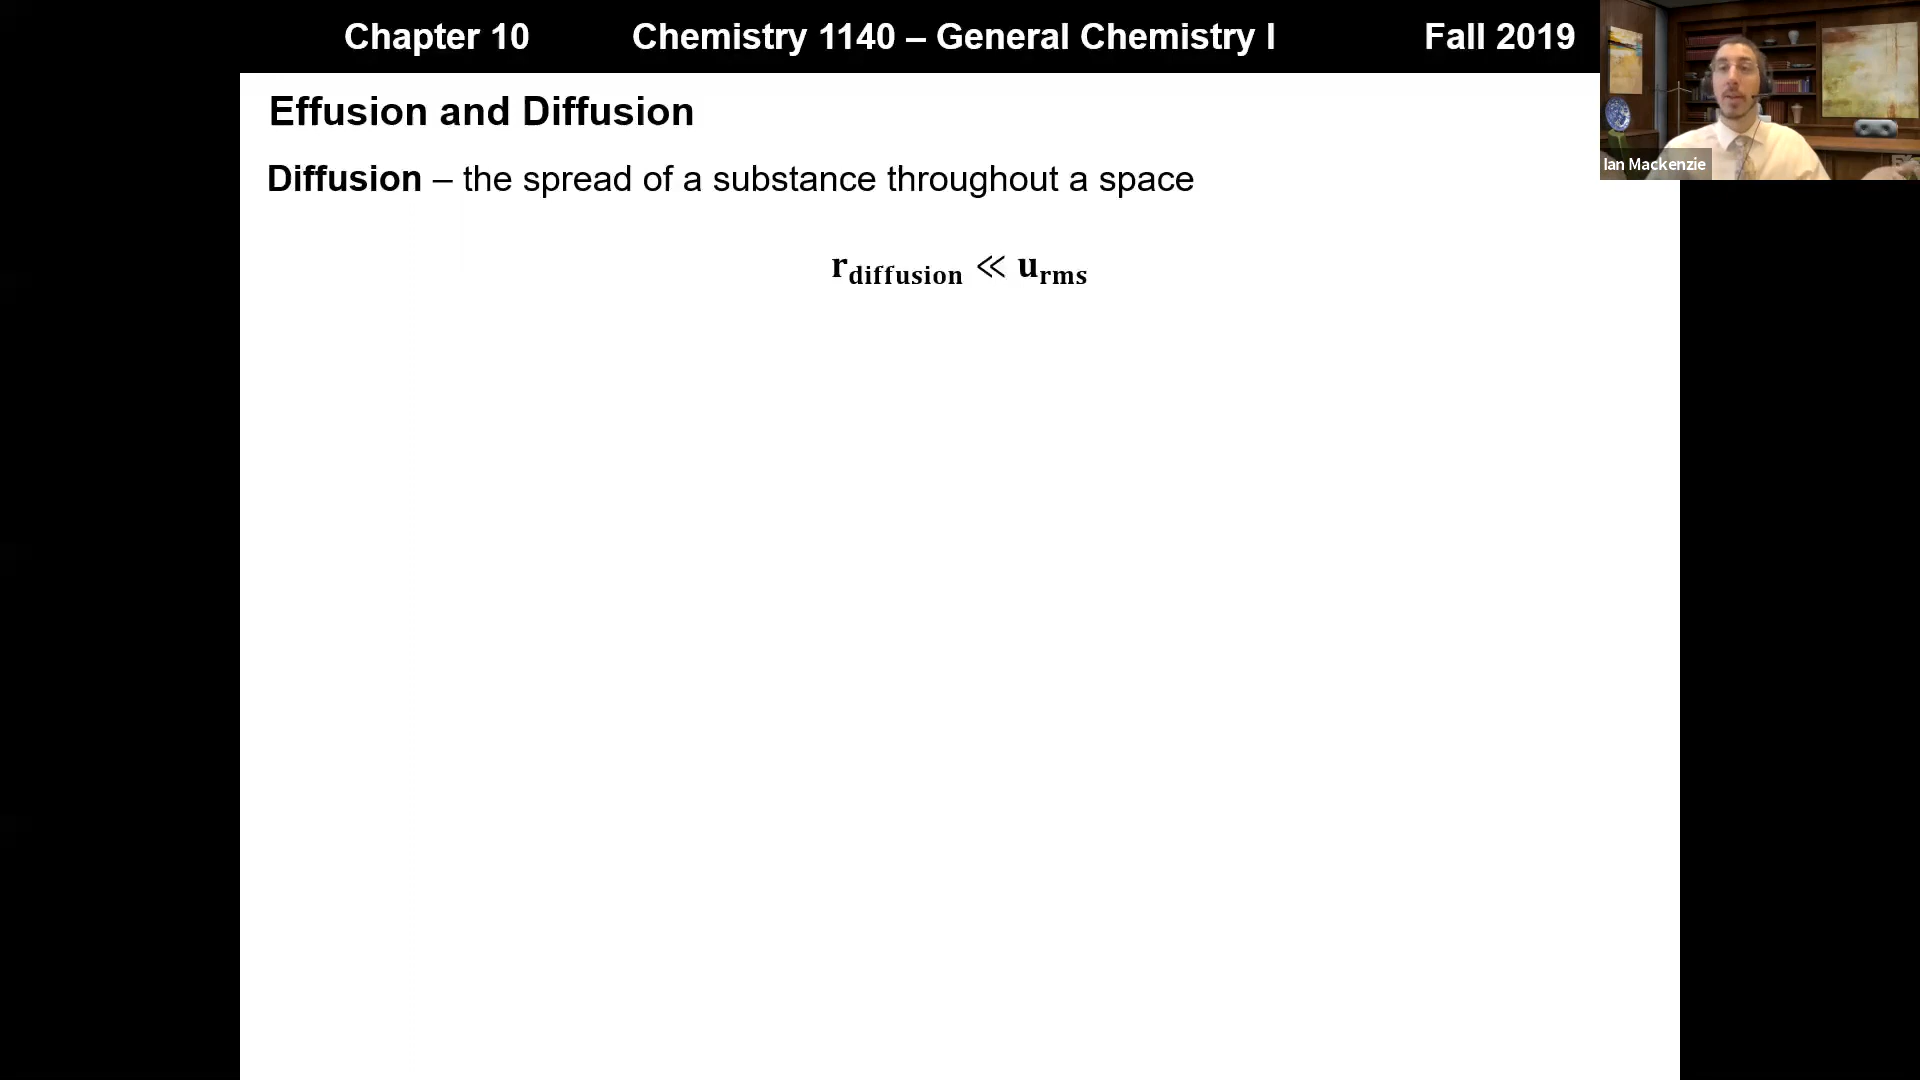 Chapter 10 Chemistry 1140 – General Chemistry I Fall 2019
Ian Mackenzie
Effusion and Diffusion
Diffusion – the spread of a substance throughout a space
r_diffusion ≪ u_rms